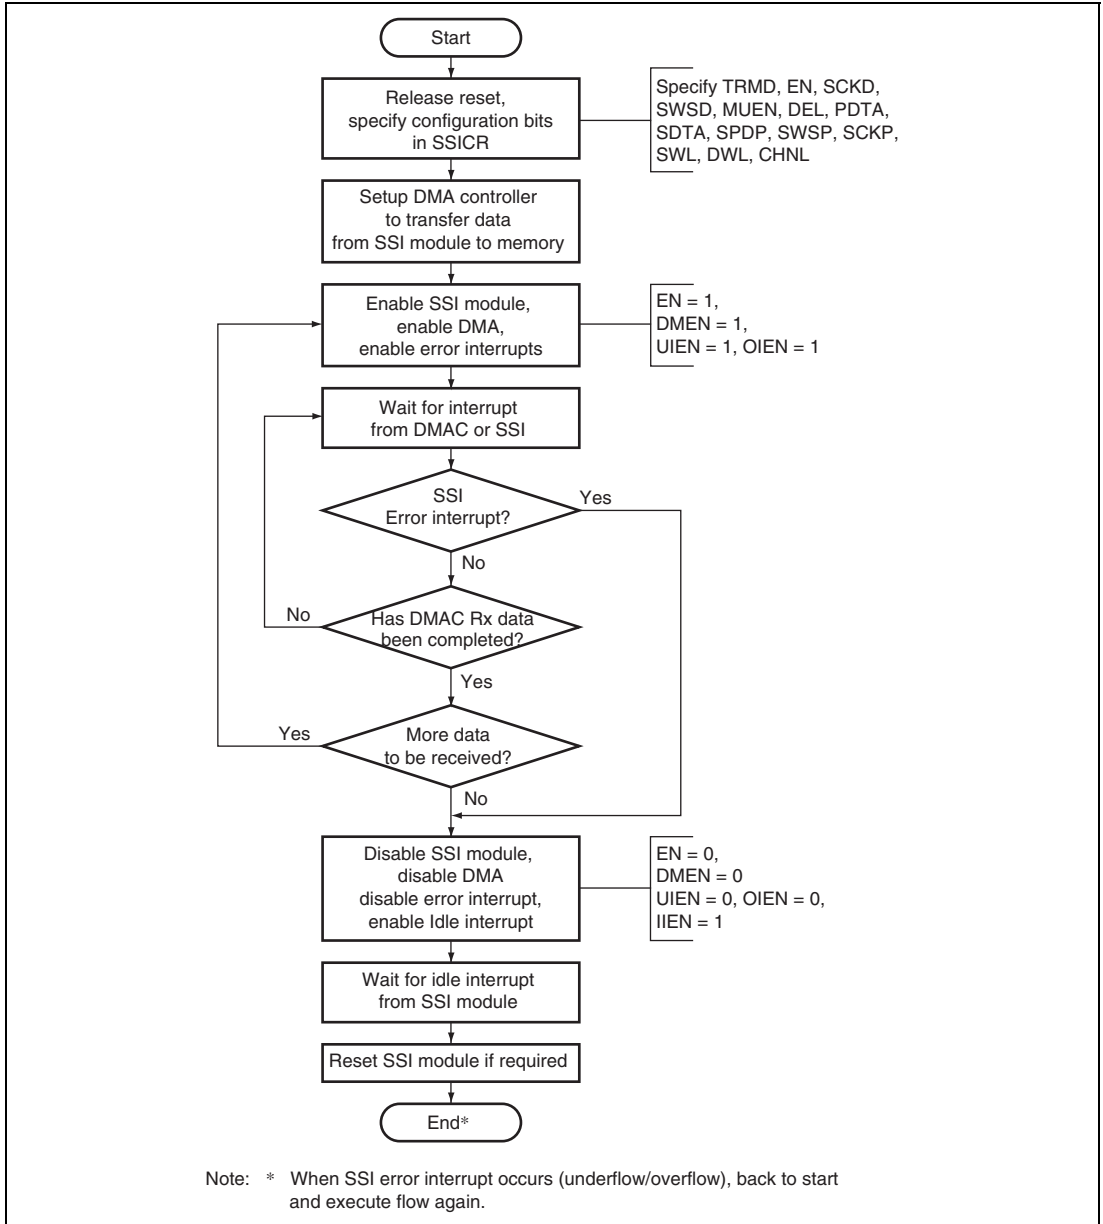 Start
Release reset,
specify configuration bits
in SSICR
Specify TRMD, EN, SCKD,
SWSD, MUEN, DEL, PDTA,
SDTA, SPDP, SWSP, SCKP,
SWL, DWL, CHNL
Setup DMA controller
to transfer data
from SSI module to memory
Enable SSI module,
enable DMA,
enable error interrupts
EN = 1,
DMEN = 1,
UIEN = 1, OIEN = 1
Wait for interrupt
from DMAC or SSI
SSI
Error interrupt?
Yes
No
Has DMAC Rx data
been completed?
No
Yes
More data
to be received?
Yes
No
Disable SSI module,
disable DMA
disable error interrupt,
enable Idle interrupt
EN = 0,
DMEN = 0
UIEN = 0, OIEN = 0,
IIEN = 1
Wait for idle interrupt
from SSI module
Reset SSI module if required
End*
Note: * When SSI error interrupt occurs (underflow/overflow), back to start
and execute flow again.